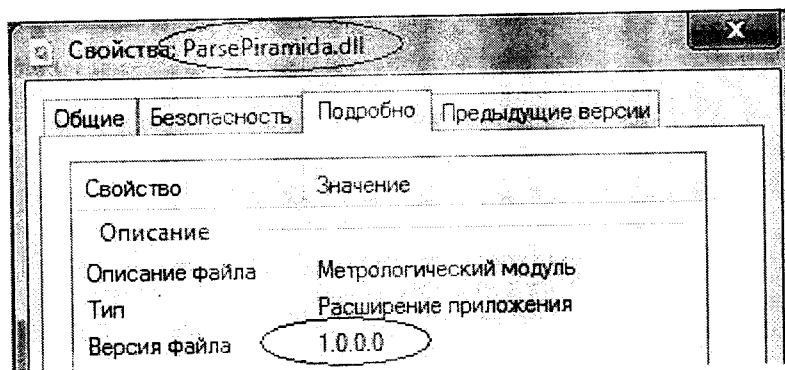 Свойства: ParsePiramida.dll
X
Общие Безопасность Подробно Предыдущие версии
Свойство Значение
Описание
Описание файла Метрологический модуль
Тип Расширение приложения
Версия файла 1.0.0.0